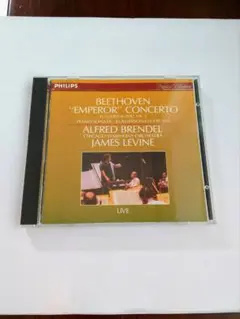 PHILIPS
BEETHOVEN
"EMPEROR" CONCERTO
ALFRED BRENDEL
CHICAGO SYMPHONY ORCHESTRA
JAMES LEVINE
LIVE